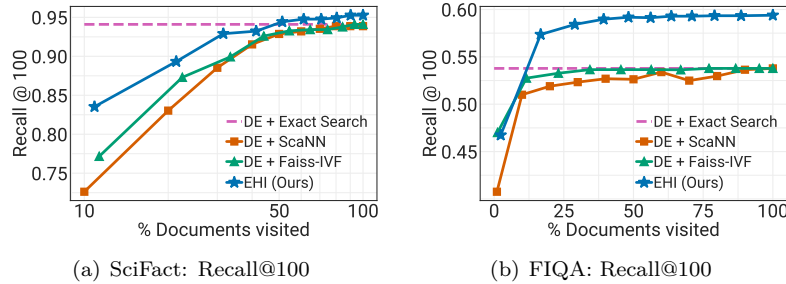 0.95
0.90
0.85
0.80
0.75
Recall @ 100
DE + Exact Search
DE + ScaNN
DE + Faiss-IVF
EHI (Ours)
10
50
100
% Documents visited
(a) SciFact: Recall@100
0.60
0.55
0.50
0.45
Recall @ 100
DE + Exact Search
DE + ScaNN
DE + Faiss-IVF
EHI (Ours)
0
25
50
75
100
% Documents visited
(b) FIQA: Recall@100